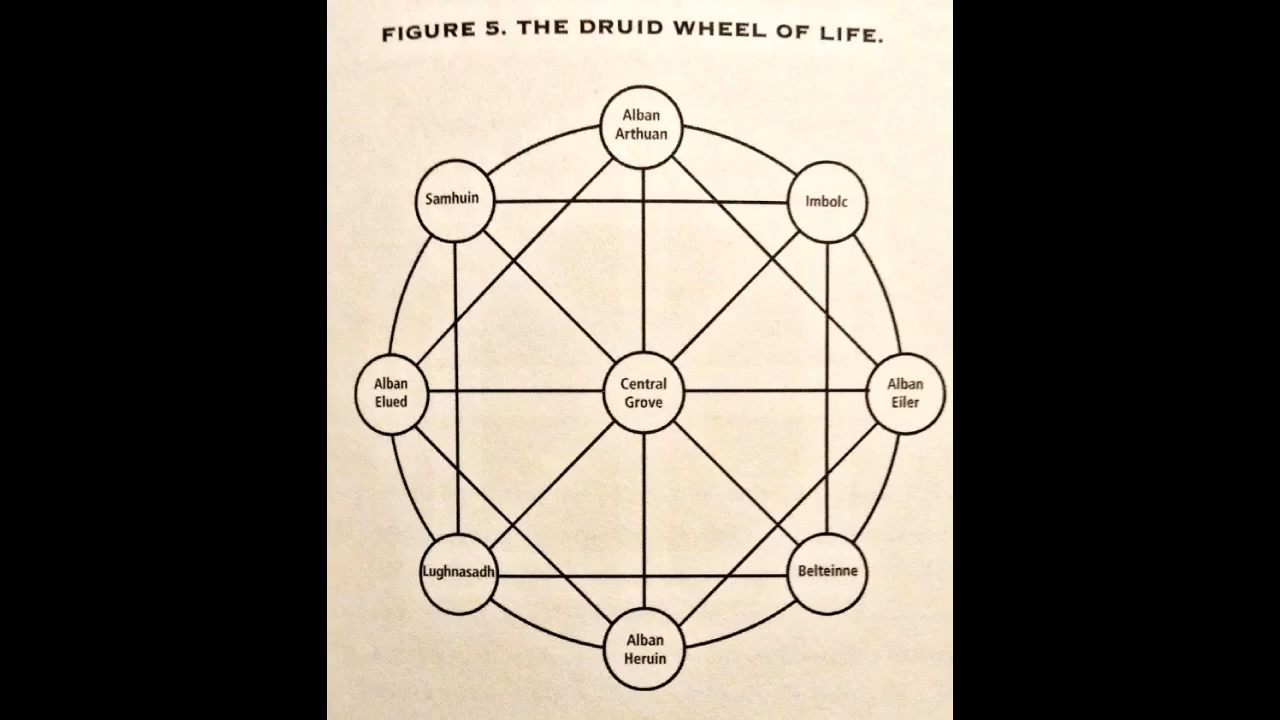 FIGURE 5. THE DRUID WHEEL OF LIFE.
Alban
Arthuan
Samhuin
Imbolc
Alban
Elued
Central
Grove
Alban
Eiler
Lughnasadh
Belteinne
Alban
Heruin